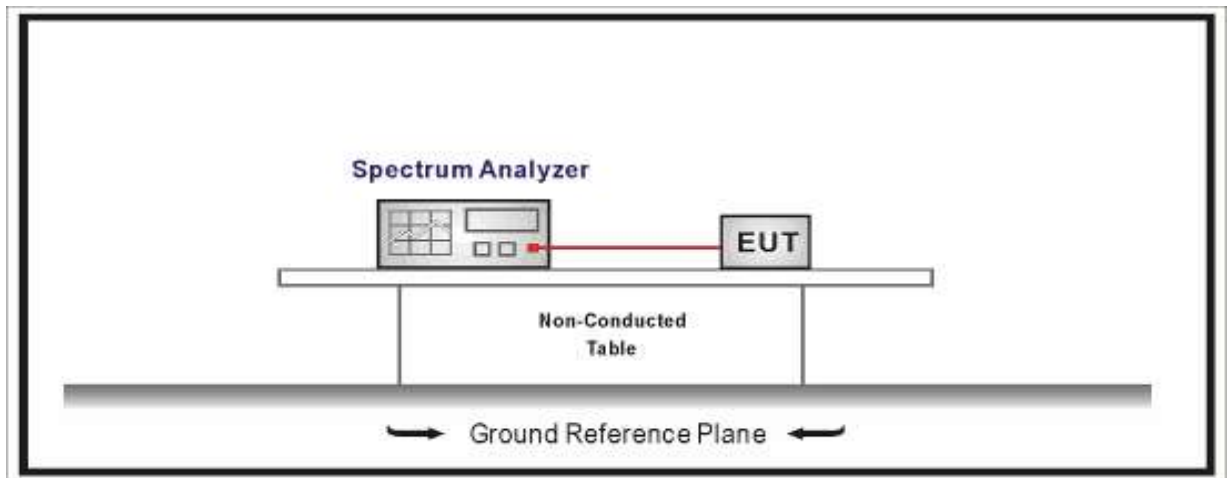 Spectrum Analyzer
EUT
Non-Conducted
Table
Ground Reference Plane